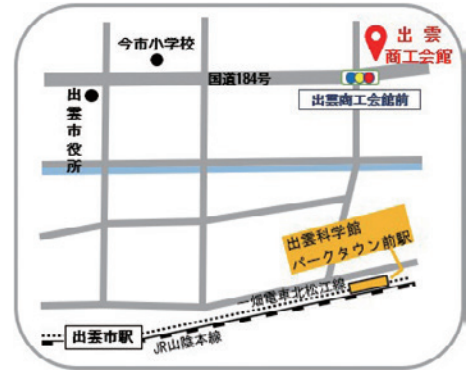 今市小学校
出雲
商工会館
国道184号
出雲商工会館前
出雲市役所
出雲科学館
パークタウン前駅
一畑電車北松江線
出雲市駅
JR山陰本線